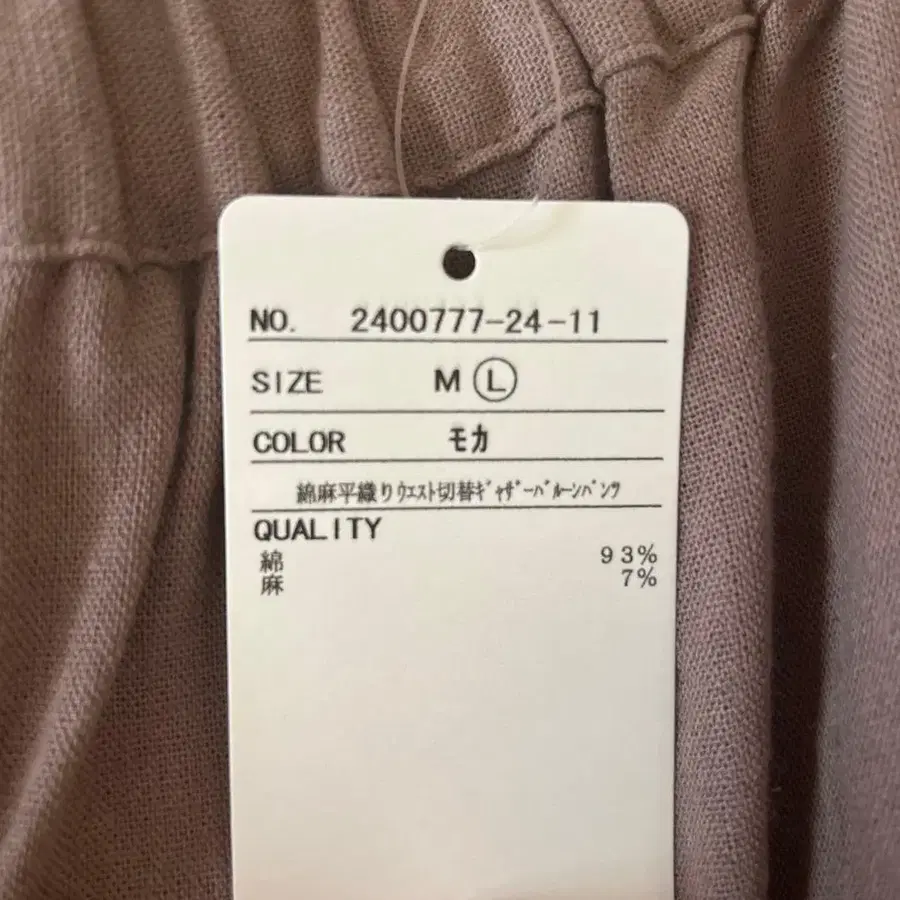 NO. 2400777-24-11
SIZE M Ⓛ
COLOR ﾓｶ
綿麻平織りｳｴｽﾄ切替ｷﾞｬｻﾞｰﾊﾞﾙｰﾝﾊﾟﾝﾂ
QUALITY
綿 93%
麻 7%